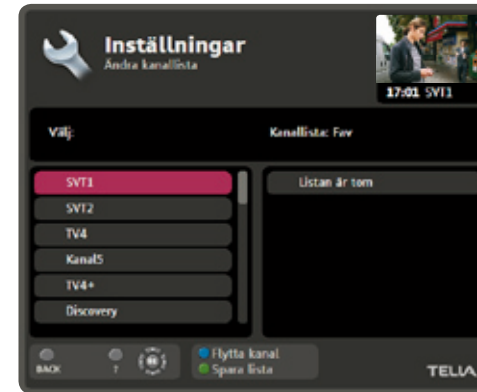 Inställningar
Ändra kanallista
17:01 SVT1
Välj:
Kanallista: Fav
SVT1
SVT2
TV4
Kanal5
TV4+
Discovery
Listan är tom
BACK
?
Flytta kanal
Spara lista
TELIA